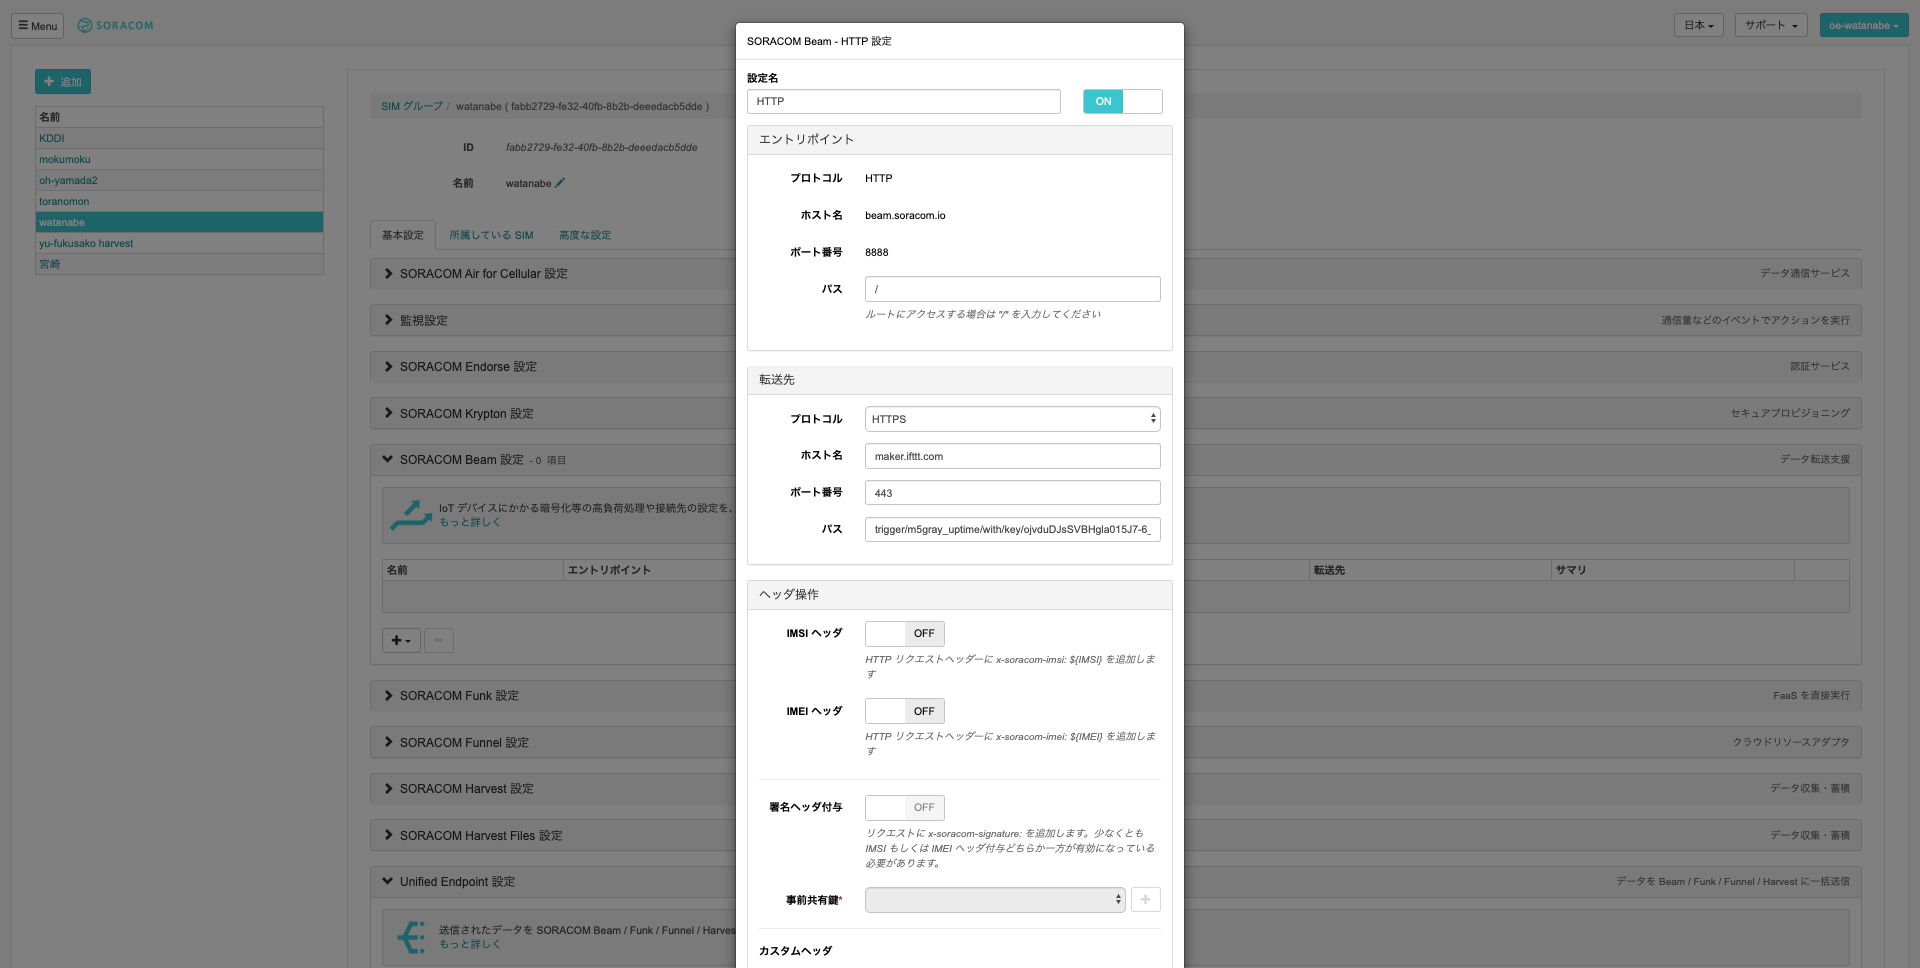 Menu
SORACOM
日本
サポート
oe-watanabe
追加
名前
KDDI
mokumoku
oh-yamada2
toranomon
watanabe
yu-fukusako harvest
宮崎
SIM グループ / watanabe ( fabb2729-fe32-40fb-8b2b-deeedacb5dde )
ID fabb2729-fe32-40fb-8b2b-deeedacb5dde
名前 watanabe
基本設定 所属している SIM 高度な設定
SORACOM Air for Cellular 設定 データ通信サービス
監視設定 通信量などのイベントでアクションを実行
SORACOM Endorse 設定 認証サービス
SORACOM Krypton 設定 セキュアプロビジョニング
SORACOM Beam 設定 - 0 項目 データ転送支援
IoT デバイスにかかる暗号化等の高負荷処理や接続先の設定を、
もっと詳しく
名前 エントリポイント 転送先 サマリ
SORACOM Funk 設定 FaaS を直接実行
SORACOM Funnel 設定 クラウドリソースアダプタ
SORACOM Harvest 設定 データ収集・蓄積
SORACOM Harvest Files 設定 データ収集・蓄積
Unified Endpoint 設定 データを Beam / Funk / Funnel / Harvest に一括送信
送信されたデータを SORACOM Beam / Funk / Funnel / Harves
もっと詳しく
SORACOM Beam - HTTP 設定
設定名
HTTP ON
エントリポイント
プロトコル HTTP
ホスト名 beam.soracom.io
ポート番号 8888
パス /
ルートにアクセスする場合は "/" を入力してください
転送先
プロトコル HTTPS
ホスト名 maker.ifttt.com
ポート番号 443
パス trigger/m5gray_uptime/with/key/ojvduDJsSVBHgla015J7-6_
ヘッダ操作
IMSI ヘッダ OFF
HTTP リクエストヘッダーに x-soracom-imsi: ${IMSI} を追加しま
す
IMEI ヘッダ OFF
HTTP リクエストヘッダーに x-soracom-imei: ${IMEI} を追加しま
す
署名ヘッダ付与 OFF
リクエストに x-soracom-signature: を追加します。少なくとも
IMSI もしくは IMEI ヘッダ付与どちらか一方が有効になっている
必要があります。
事前共有鍵*
カスタムヘッダ